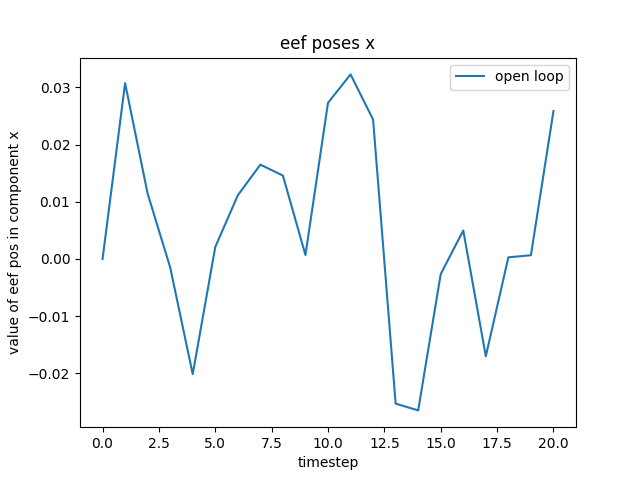 eef poses x
open loop
value of eef pos in component x
0.03
0.02
0.01
0.00
−0.01
−0.02
0.0 2.5 5.0 7.5 10.0 12.5 15.0 17.5 20.0
timestep